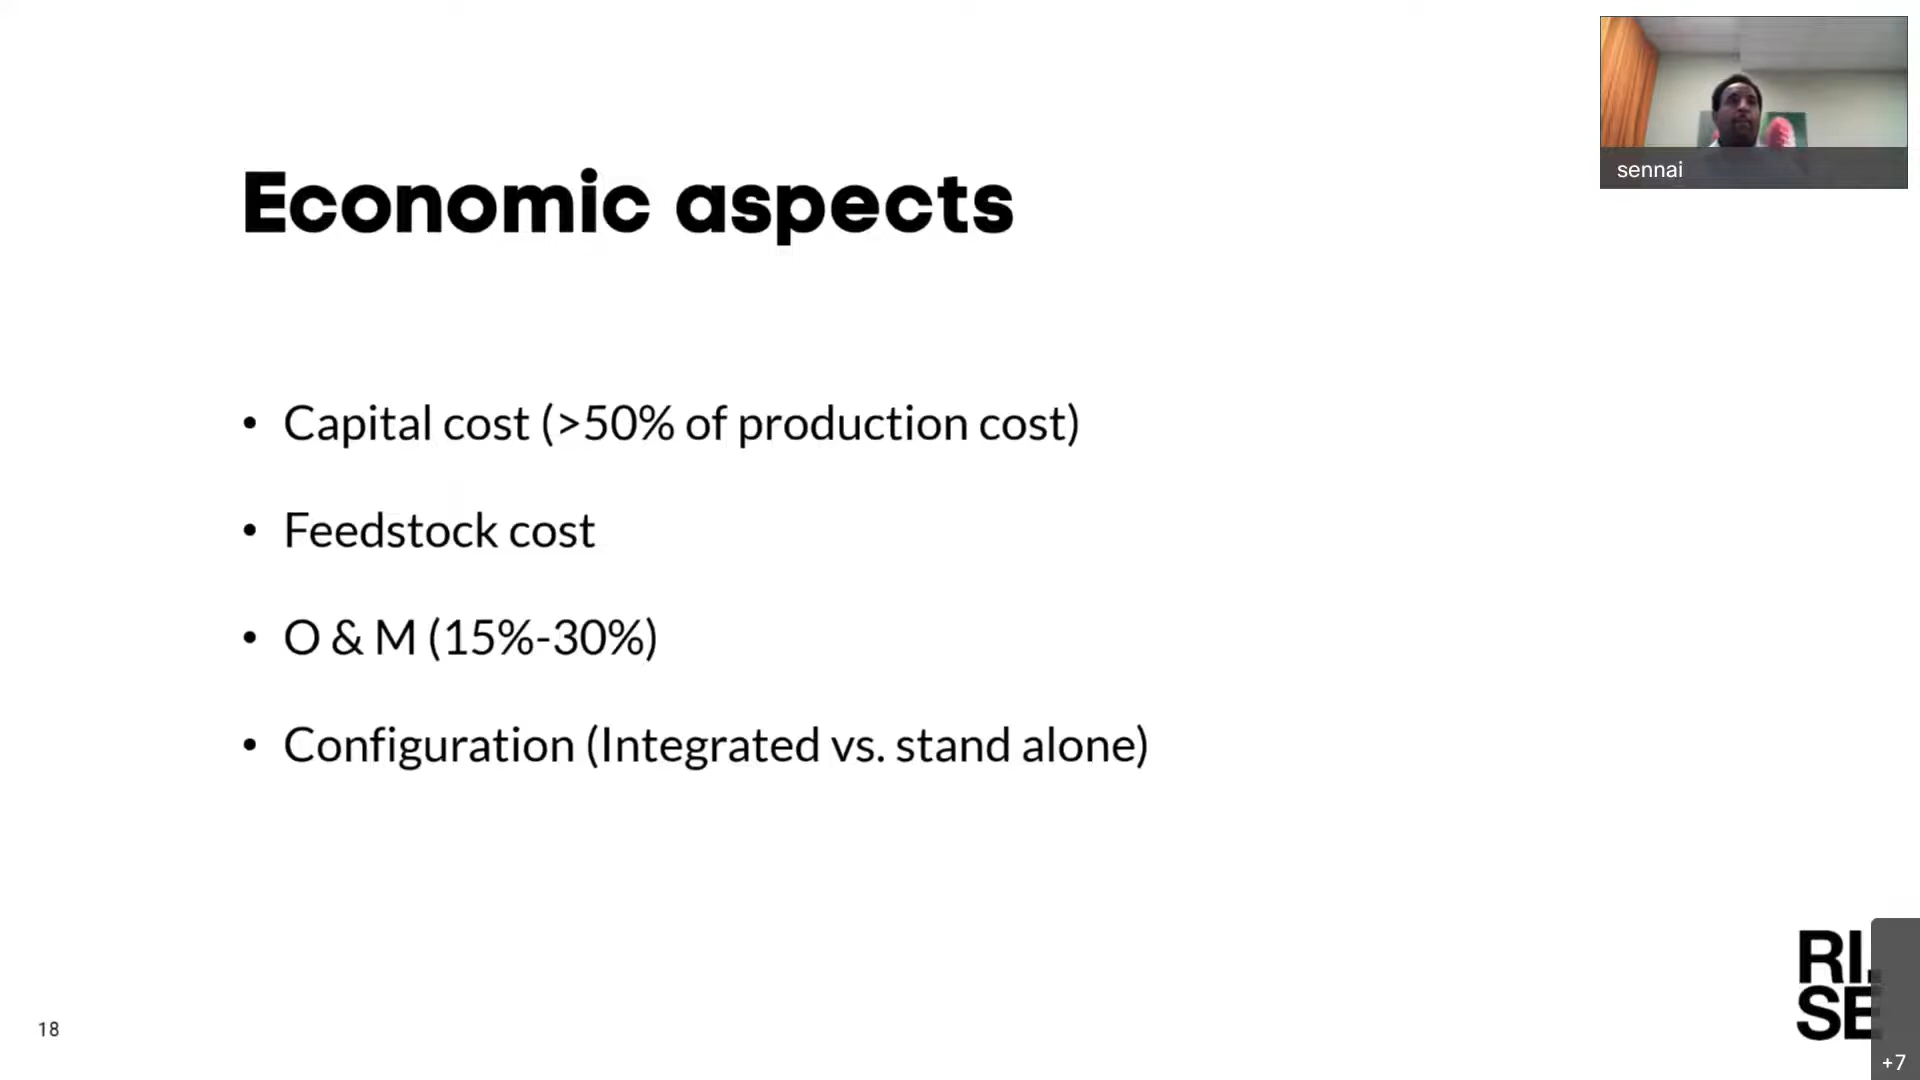 sennai
Economic aspects
• Capital cost (>50% of production cost)
• Feedstock cost
• O & M (15%-30%)
• Configuration (Integrated vs. stand alone)
RI.
SE
18
+7